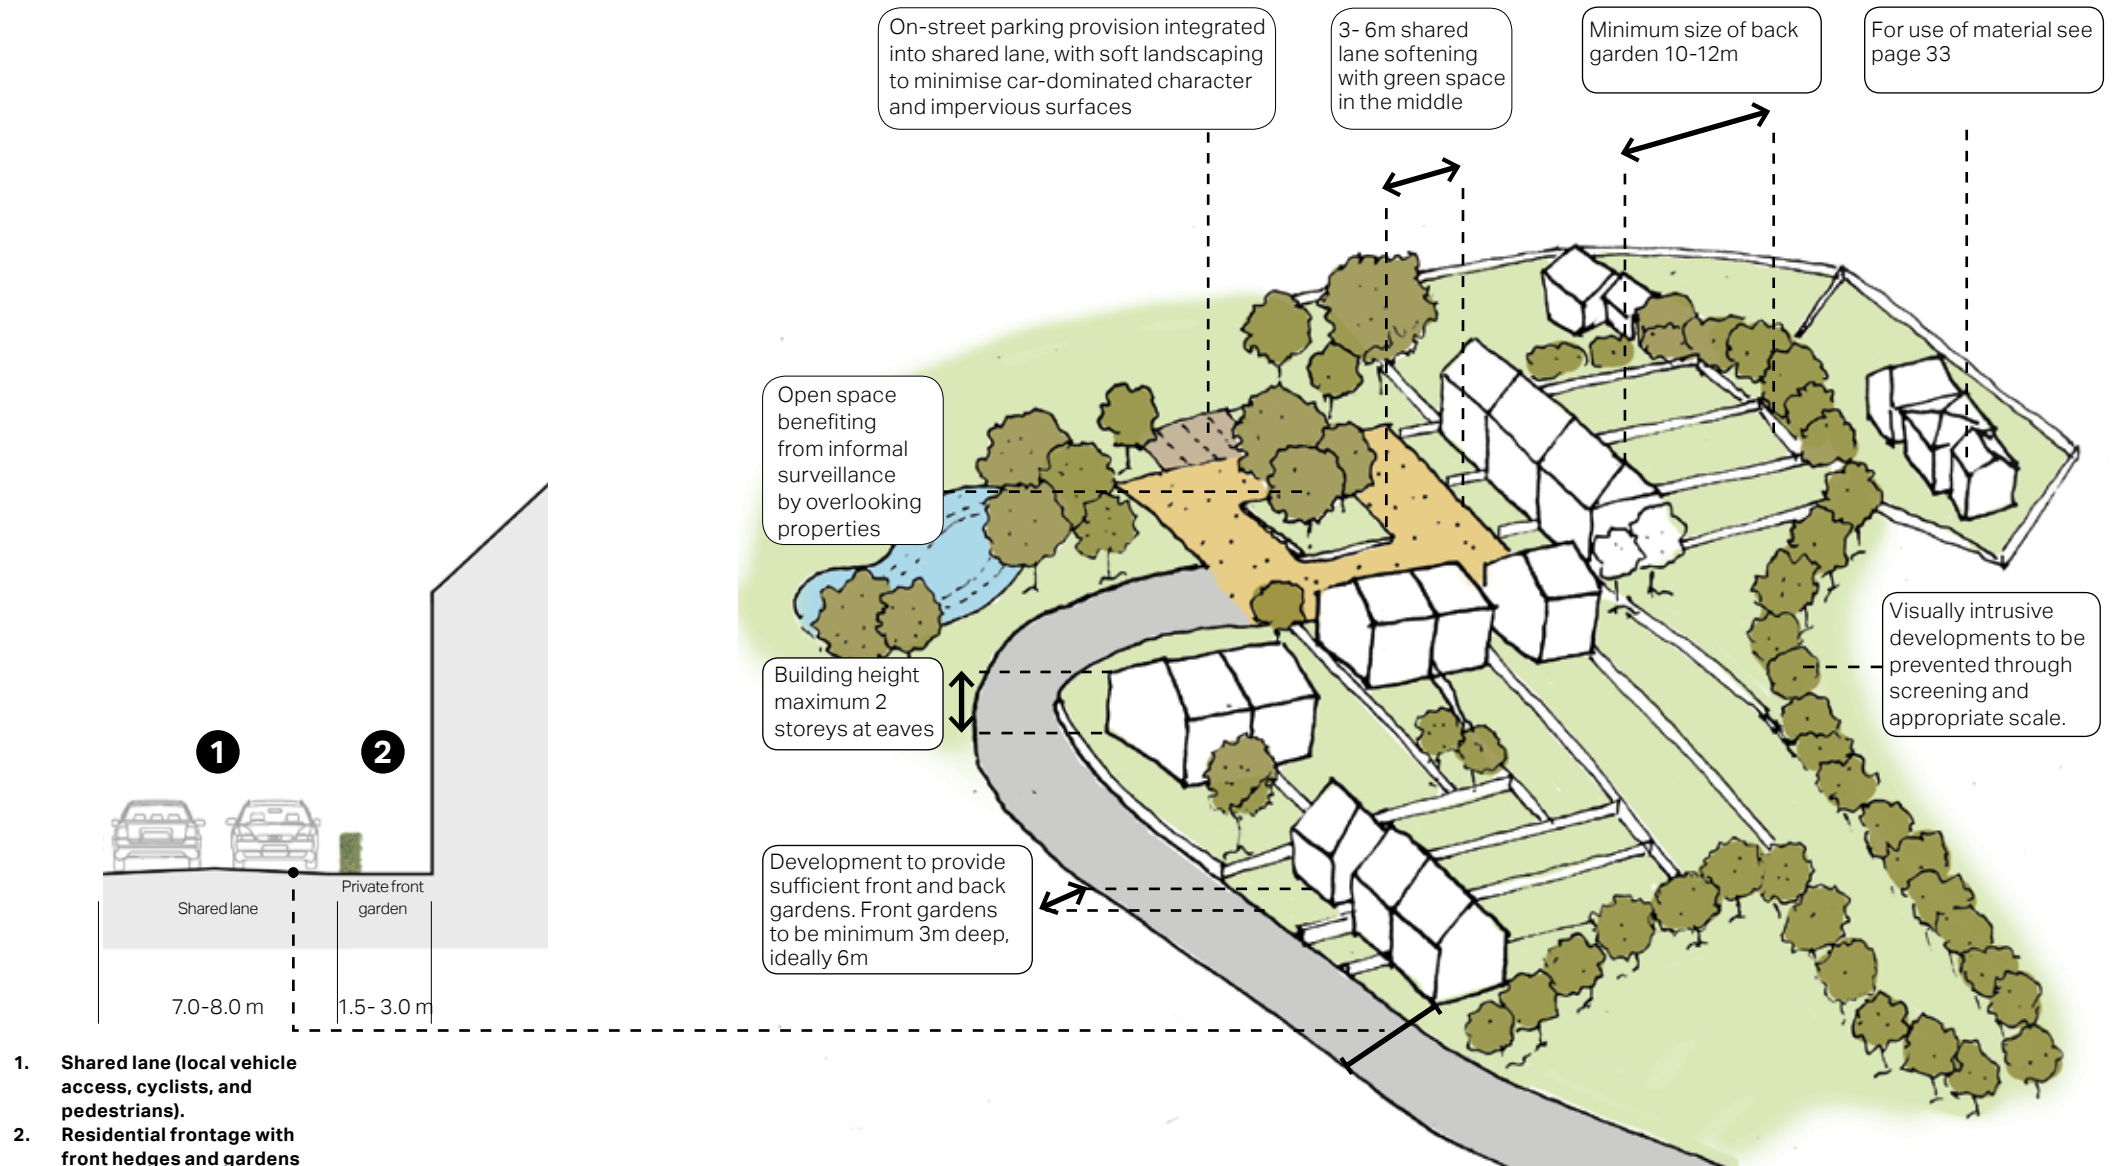 On-street parking provision integrated
into shared lane, with soft landscaping
to minimise car-dominated character
and impervious surfaces
3- 6m shared
lane softening
with green space
in the middle
Minimum size of back
garden 10-12m
For use of material see
page 33
Open space
benefiting
from informal
surveillance
by overlooking
properties
Building height
maximum 2
storeys at eaves
Visually intrusive
developments to be
prevented through
screening and
appropriate scale.
Development to provide
sufficient front and back
gardens. Front gardens
to be minimum 3m deep,
ideally 6m
1
2
Shared lane
Private front
garden
7.0-8.0 m
1.5- 3.0 m
1. Shared lane (local vehicle
access, cyclists, and
pedestrians).
2. Residential frontage with
front hedges and gardens